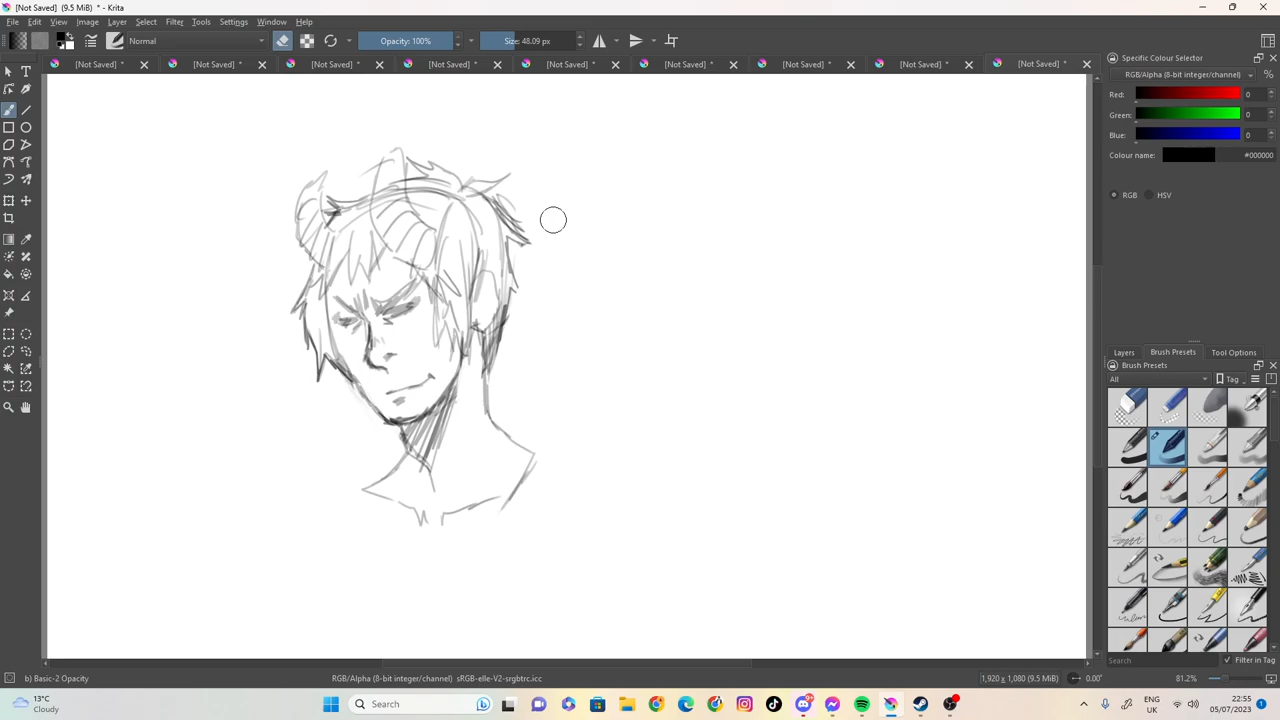 [Not Saved] (9.5 MiB) * - Krita
File Edit View Image Layer Select Filter Tools Settings Window Help
Normal Opacity: 100% Size: 48.09 px
[Not Saved] * [Not Saved] * [Not Saved] * [Not Saved] * [Not Saved] * [Not Saved] * [Not Saved] * [Not Saved] * [Not Saved] *
Specific Colour Selector
RGB/Alpha (8-bit integer/channel) %
Red: 0
Green: 0
Blue: 0
Colour name: #000000
RGB HSV
Layers Brush Presets Tool Options
Brush Presets
All Tag
Search Filter in Tag
b) Basic-2 Opacity RGB/Alpha (8-bit integer/channel) sRGB-elle-V2-srgbtrc.icc 1,920 x 1,080 (9.5 MiB) 0.00° 81.2%
13°C
Cloudy
Search
9+
ENG
UK
22:55
05/07/2023
1